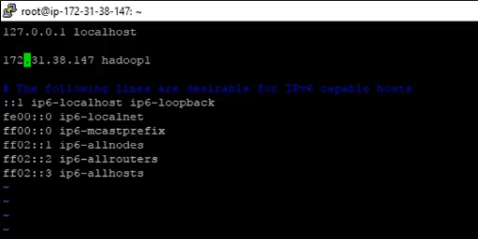 root@ip-172-31-38-147: ~
127.0.0.1 localhost
172.31.38.147 hadoop1
# The following lines are desirable for IPv6 capable hosts
::1 ip6-localhost ip6-loopback
fe00::0 ip6-localnet
ff00::0 ip6-mcastprefix
ff02::1 ip6-allnodes
ff02::2 ip6-allrouters
ff02::3 ip6-allhosts
~
~
~
~